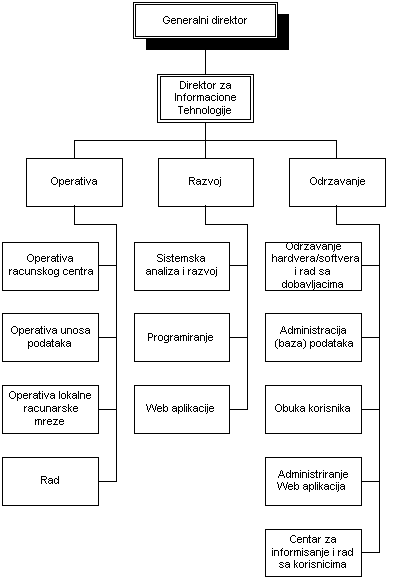 Generalni direktor
Direktor za
Informacione
Tehnologije
Operativa
Razvoj
Odrzavanje
Operativa
racunskog centra
Sistemska
analiza i razvoj
Odrzavanje
hardvera/softvera
i rad sa
dobavljacima
Operativa unosa
podataka
Programiranje
Administracija
(baza) podataka
Operativa lokalne
racunarske
mreze
Web aplikacije
Obuka korisnika
Rad
Administriranje
Web aplikacija
Centar za
informisanje i rad
sa korisnicima